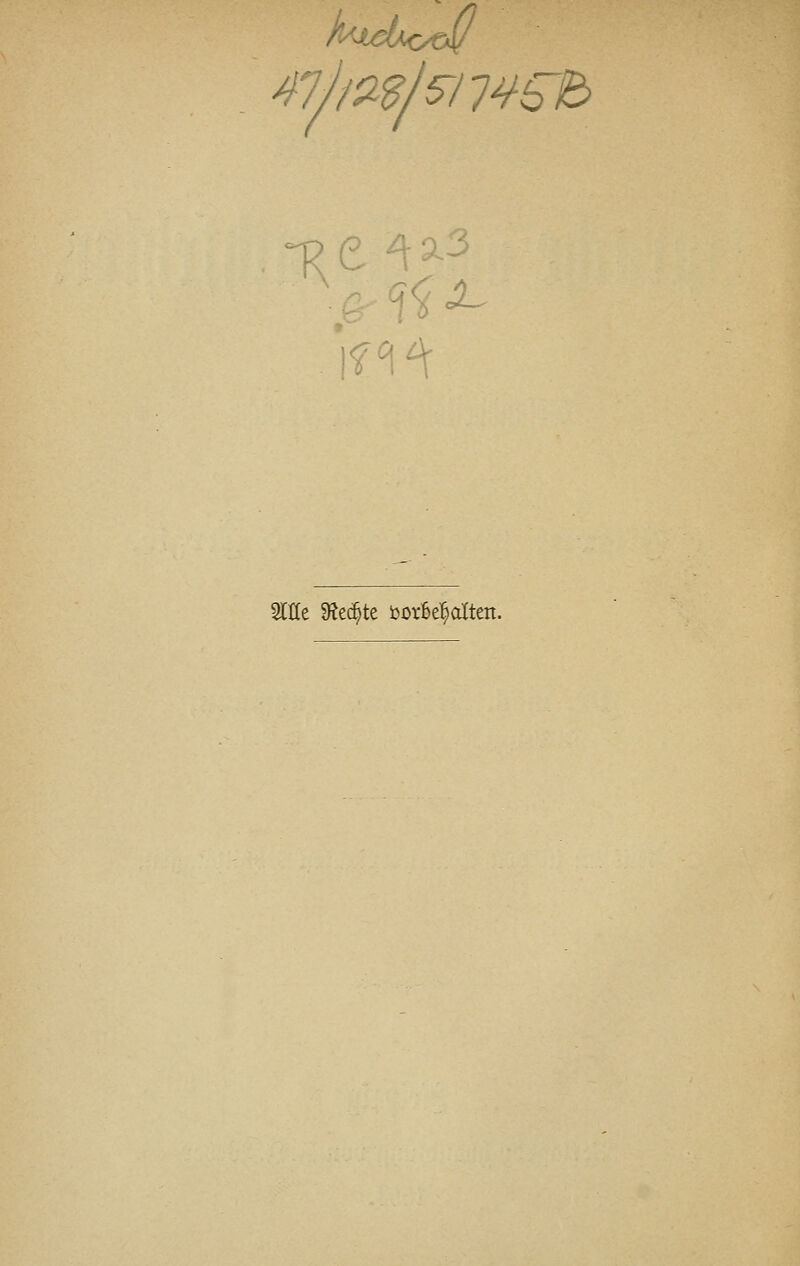 Medical
47/128/51745B
RC 423
G 982
1894
Alle Rechte vorbehalten.